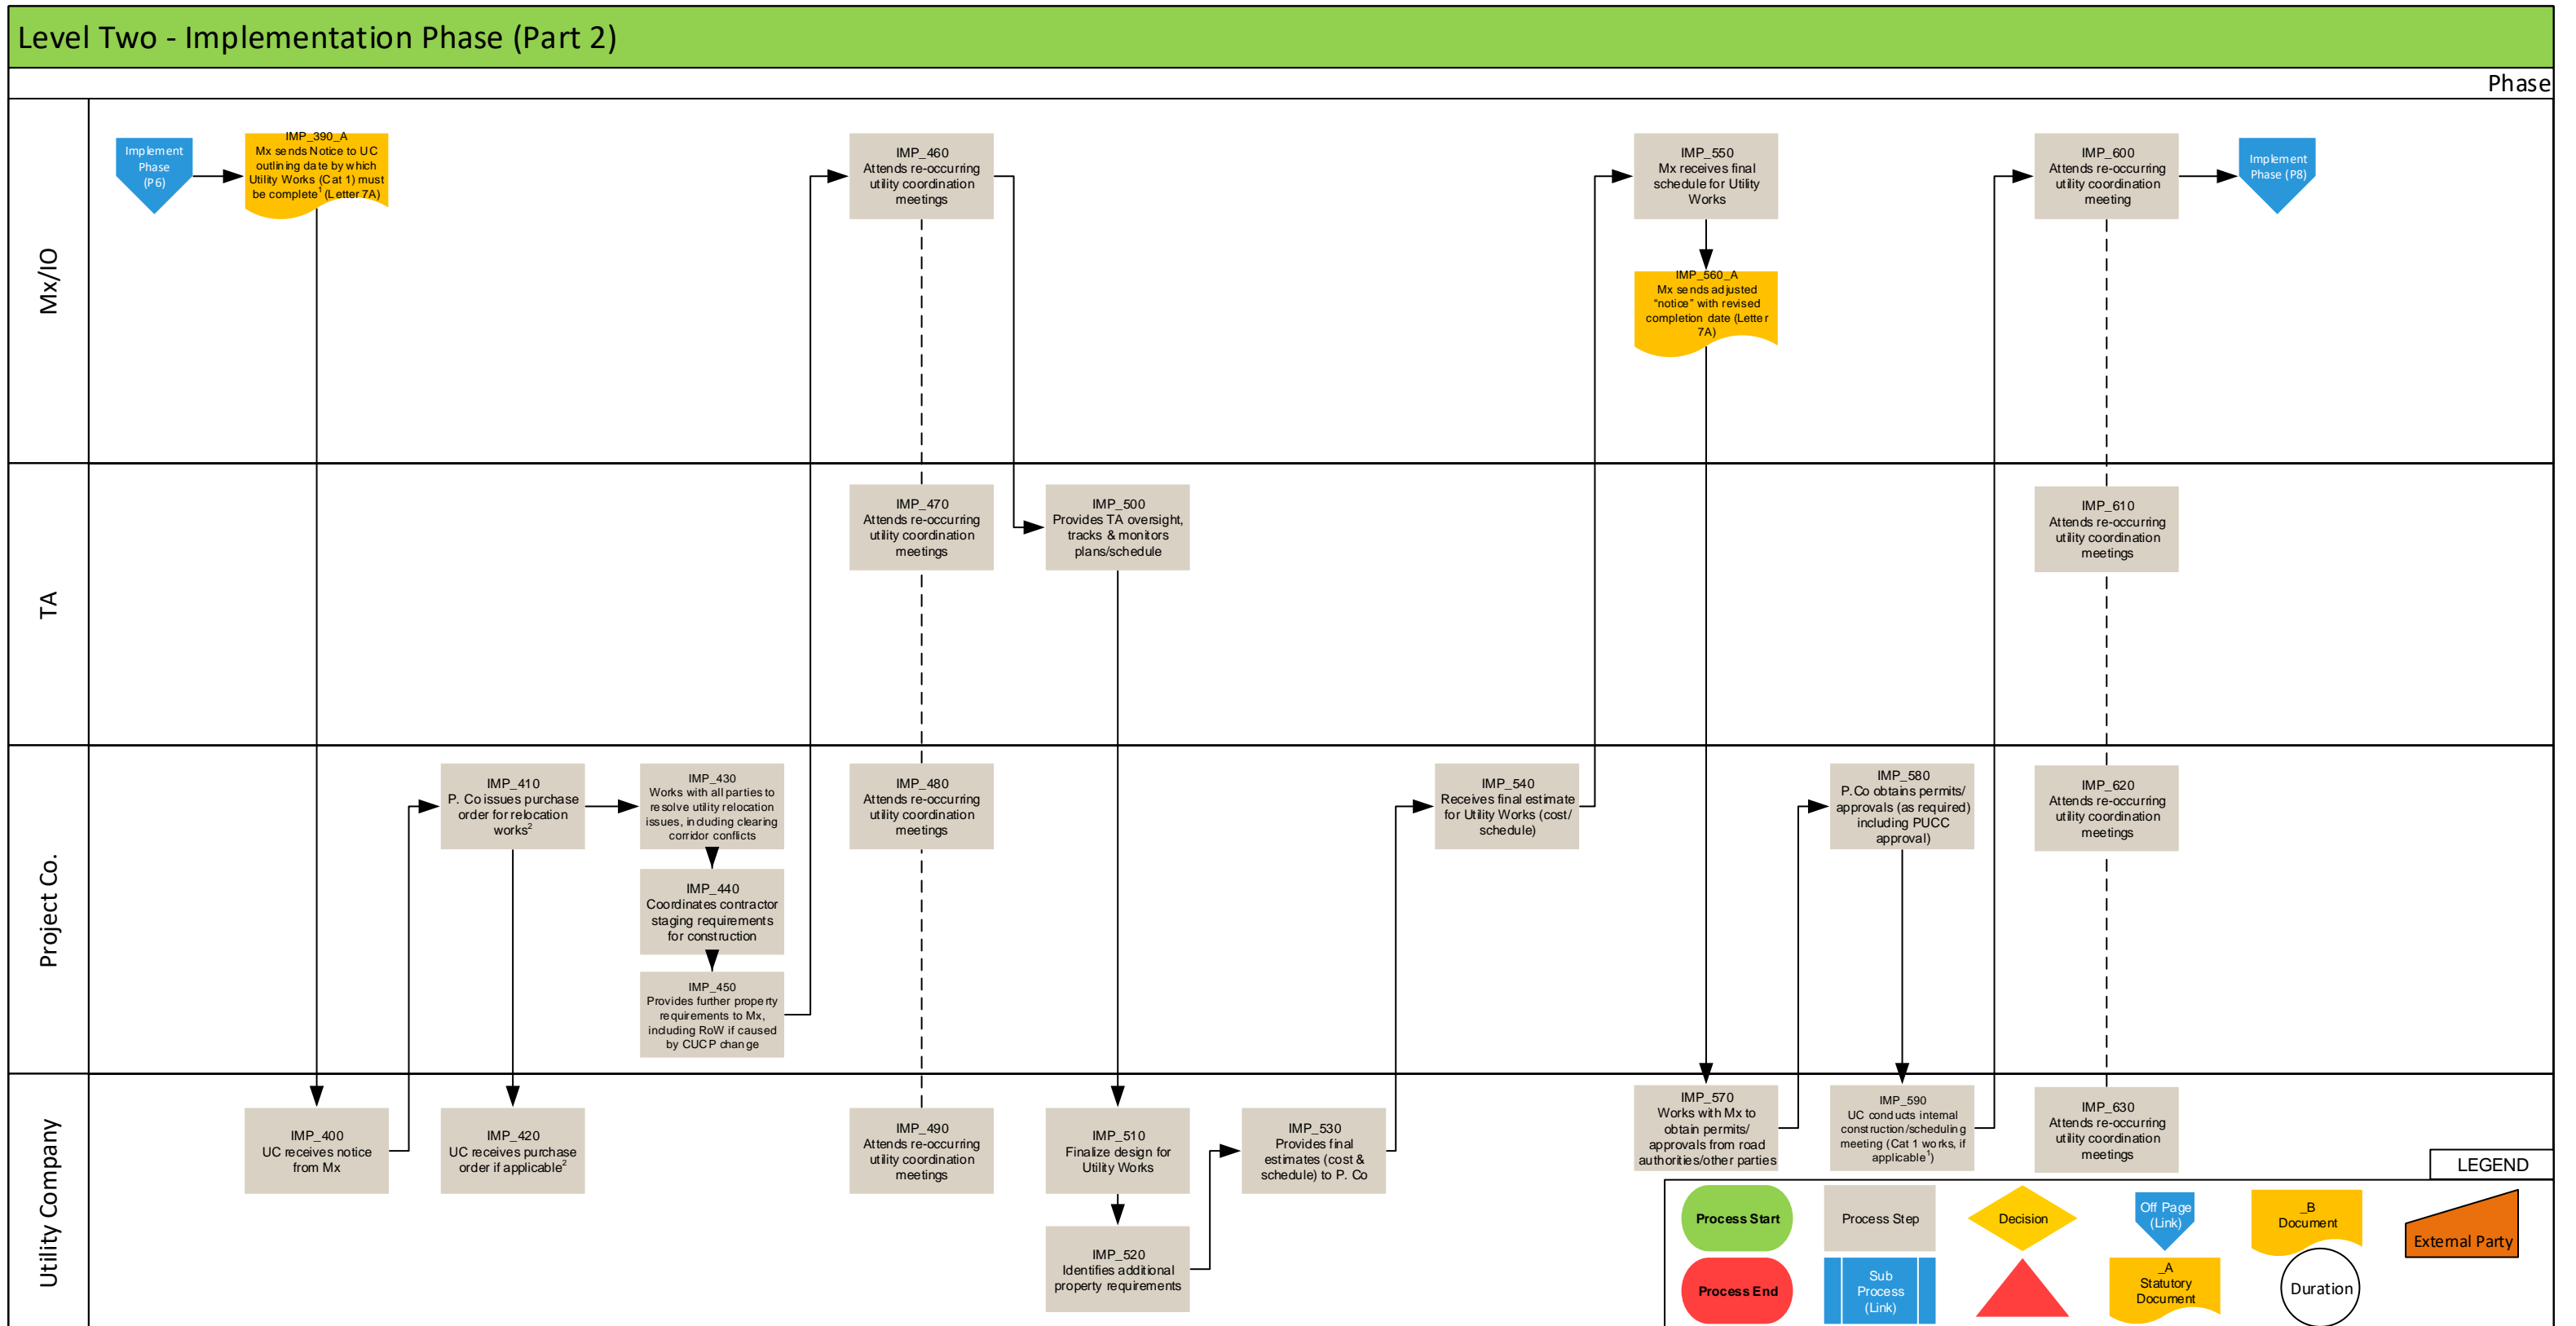 Level Two - Implementation Phase (Part 2)
Phase
Mx/IO
Implement
Phase
(P6)
IMP_390_A
Mx sends Notice to UC
outlining date by which
Utility Works (Cat 1) must
be complete¹ (Letter 7A)
IMP_460
Attends re-occurring
utility coordination
meetings
IMP_550
Mx receives final
schedule for Utility
Works
IMP_560_A
Mx sends adjusted
“notice” with revised
completion date (Letter
7A)
IMP_600
Attends re-occurring
utility coordination
meeting
Implement
Phase (P8)
TA
IMP_470
Attends re-occurring
utility coordination
meetings
IMP_500
Provides TA oversight,
tracks & monitors
plans/schedule
IMP_610
Attends re-occurring
utility coordination
meetings
Project Co.
IMP_410
P. Co issues purchase
order for relocation
works²
IMP_430
Works with all parties to
resolve utility relocation
issues, including clearing
corridor conflicts
IMP_440
Coordinates contractor
staging requirements
for construction
IMP_450
Provides further property
requirements to Mx,
including RoW if caused
by CUCP change
IMP_480
Attends re-occurring
utility coordination
meetings
IMP_540
Receives final estimate
for Utility Works (cost/
schedule)
IMP_580
P.Co obtains permits/
approvals (as required)
including PUCC
approval)
IMP_620
Attends re-occurring
utility coordination
meetings
Utility Company
IMP_400
UC receives notice
from Mx
IMP_420
UC receives purchase
order if applicable²
IMP_490
Attends re-occurring
utility coordination
meetings
IMP_510
Finalize design for
Utility Works
IMP_520
Identifies additional
property requirements
IMP_530
Provides final
estimates (cost &
schedule) to P. Co
IMP_570
Works with Mx to
obtain permits/
approvals from road
authorities/other parties
IMP_590
UC conducts internal
construction/scheduling
meeting (Cat 1 works, if
applicable¹)
IMP_630
Attends re-occurring
utility coordination
meetings
LEGEND
Process Start
Process Step
Decision
Off Page
(Link)
_B
Document
External Party
Process End
Sub
Process
(Link)
_A
Statutory
Document
Duration